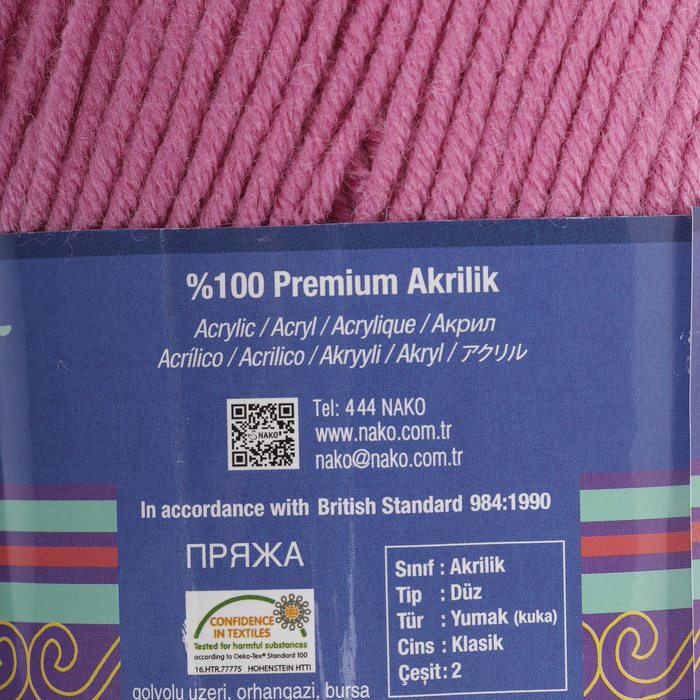 %100 Premium Akrilik
Acrylic / Acryl / Acrylique / Акрил
Acrílico / Acrilico / Akryyli / Akryl / アクリル
NAKO
Tel: 444 NAKO
www.nako.com.tr
nako@nako.com.tr
In accordance with British Standard 984:1990
ПРЯЖА
CONFIDENCE
IN TEXTILES
Tested for harmful substances
according to Oeko-Tex® Standard 100
16.HTR.77775 HOHENSTEIN HTTI
Sınıf : Akrilik
Tip : Düz
Tür : Yumak (kuka)
Cins : Klasik
Çeşit : 2
golyolu uzeri, orhangazi, bursa